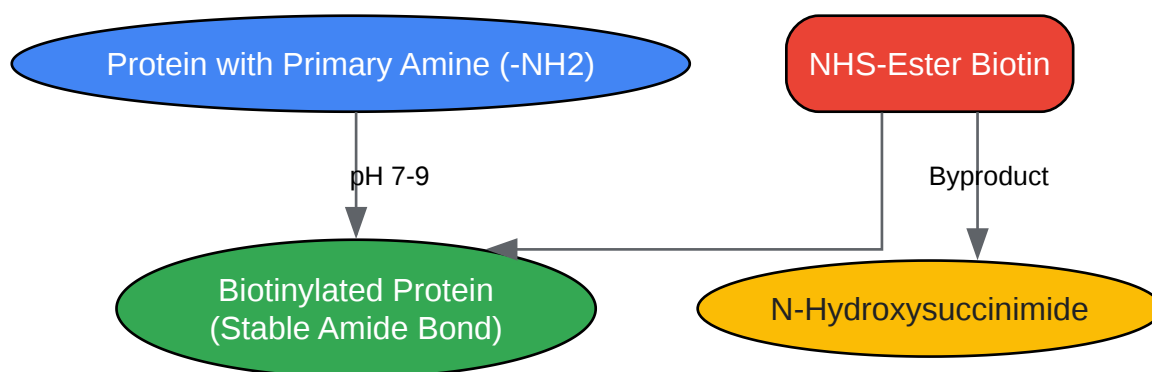 Protein with Primary Amine (-NH2)
NHS-Ester Biotin
pH 7-9
Byproduct
Biotinylated Protein
(Stable Amide Bond)
N-Hydroxysuccinimide